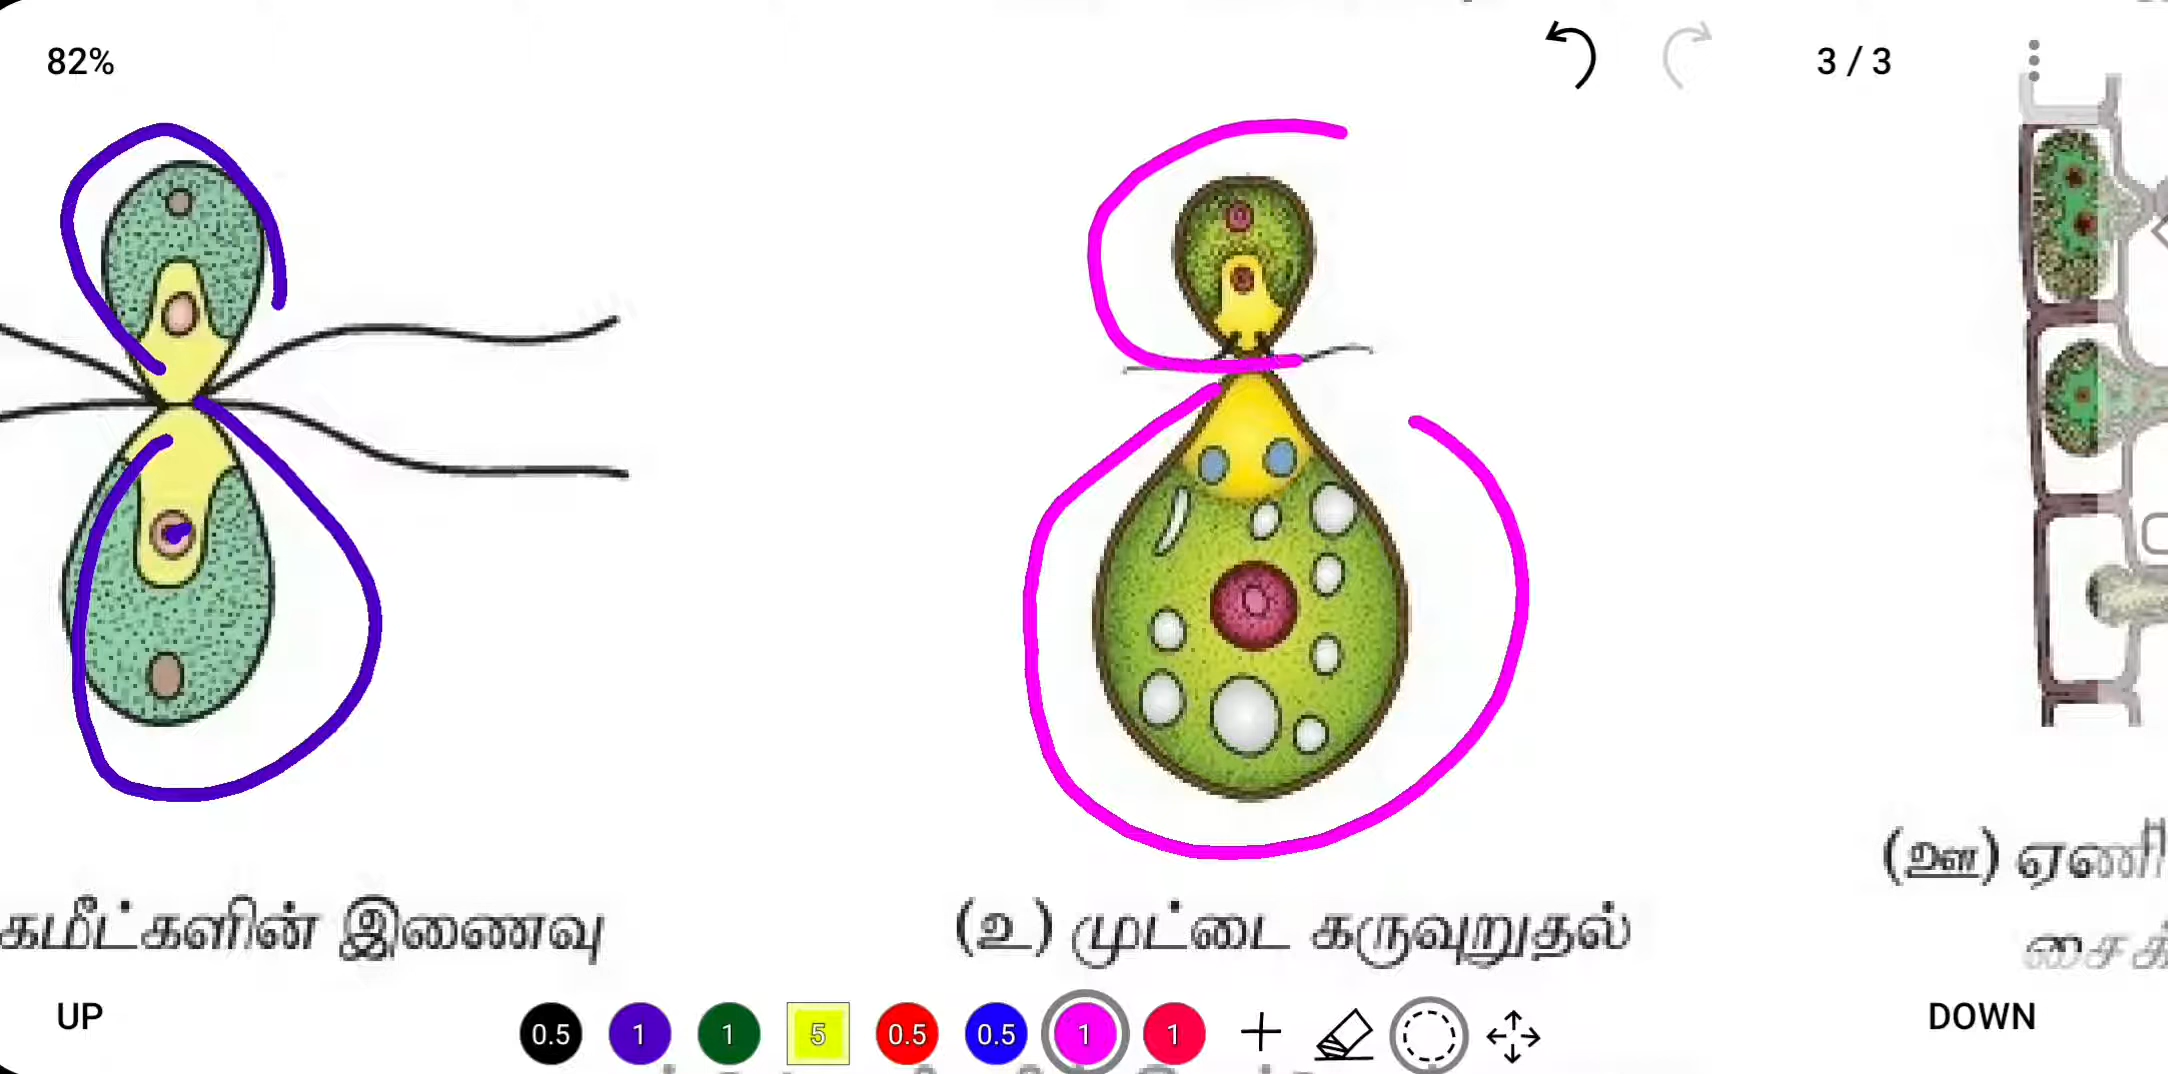 82%
3 / 3
கமீட்களின் இணைவு
(உ) முட்டை கருவுறுதல்
(ஊ) ஏணி
சைக்
UP
0.5 1 1 5 0.5 0.5 1 1
DOWN